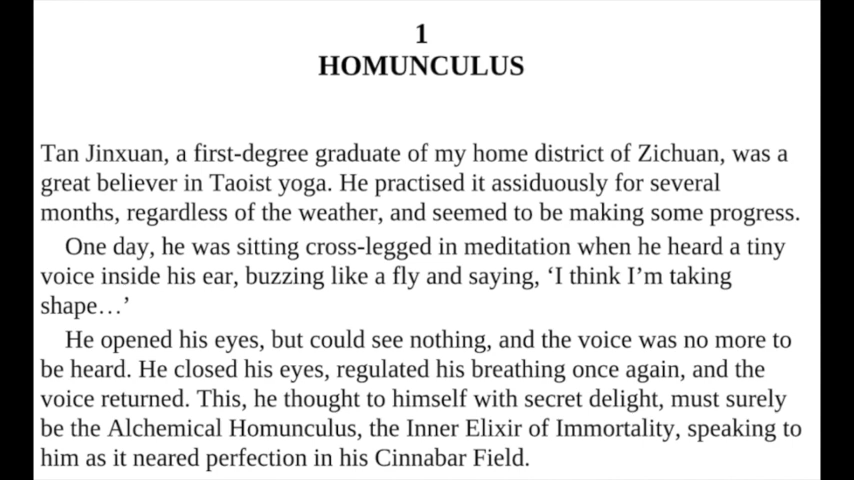 1
HOMUNCULUS
Tan Jinxuan, a first-degree graduate of my home district of Zichuan, was a
great believer in Taoist yoga. He practised it assiduously for several
months, regardless of the weather, and seemed to be making some progress.
One day, he was sitting cross-legged in meditation when he heard a tiny
voice inside his ear, buzzing like a fly and saying, ‘I think I’m taking
shape…’
He opened his eyes, but could see nothing, and the voice was no more to
be heard. He closed his eyes, regulated his breathing once again, and the
voice returned. This, he thought to himself with secret delight, must surely
be the Alchemical Homunculus, the Inner Elixir of Immortality, speaking to
him as it neared perfection in his Cinnabar Field.